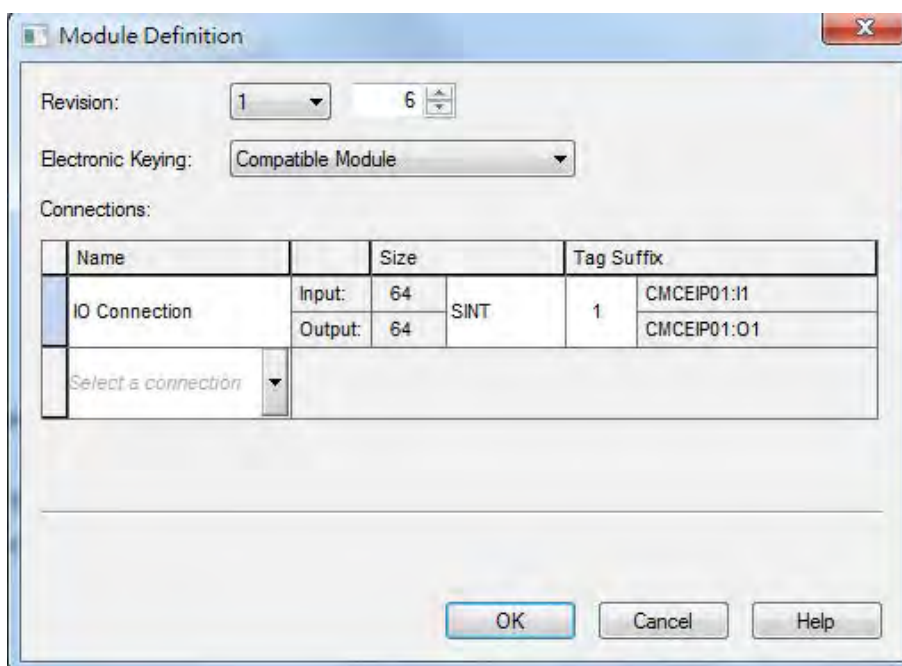 Module Definition
Revision: 1 6
Electronic Keying: Compatible Module
Connections:
Name Size Tag Suffix
IO Connection Input: 64 SINT 1 CMCEIP01:I1
Output: 64 CMCEIP01:O1
Select a connection
OK Cancel Help